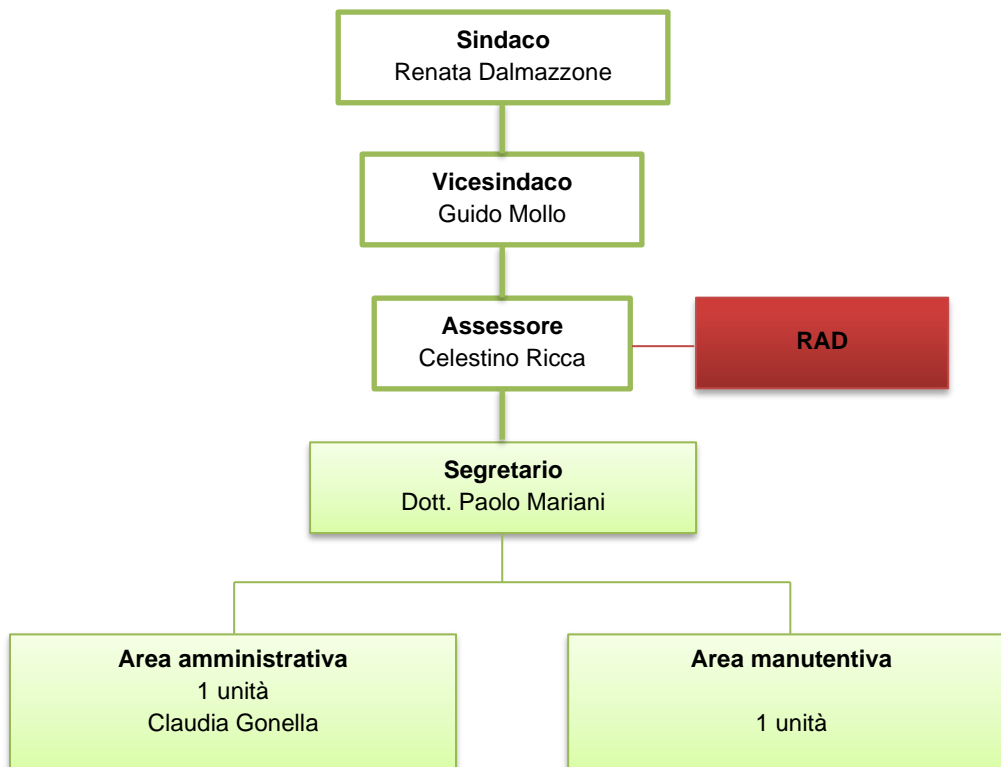 Sindaco
Renata Dalmazzone
Vicesindaco
Guido Mollo
Assessore
Celestino Ricca
RAD
Segretario
Dott. Paolo Mariani
Area amministrativa
1 unità
Claudia Gonella
Area manutentiva
1 unità